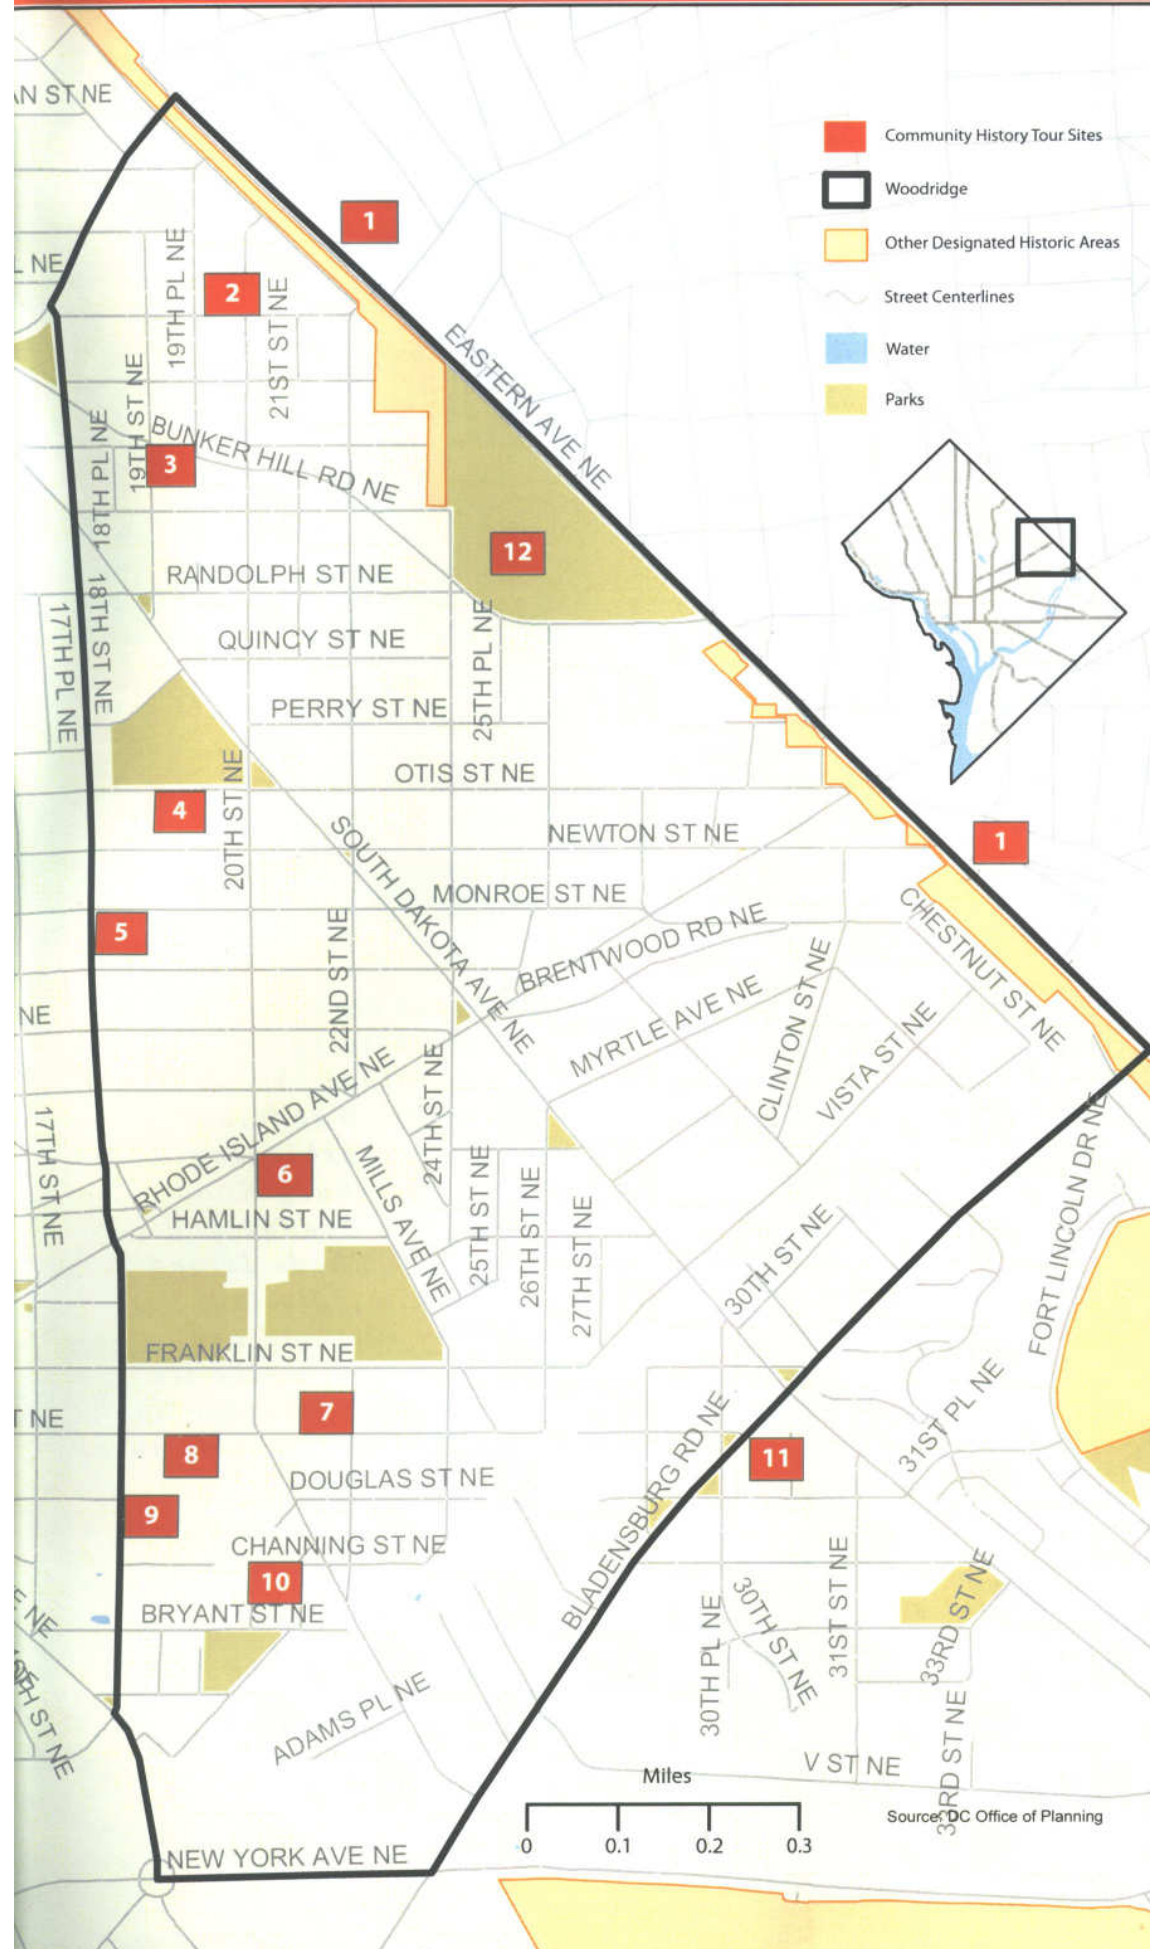 AN ST NE
Community History Tour Sites
Woodridge
1
Other Designated Historic Areas
L NE
19TH PL NE
2
21ST ST NE
Street Centerlines
Water
Parks
EASTERN AVE NE
19TH ST NE
18TH PL NE
BUNKER HILL RD NE
3
12
RANDOLPH ST NE
17TH PL NE
18TH ST NE
QUINCY ST NE
25TH PL NE
PERRY ST NE
OTIS ST NE
20TH ST NE
4
SOUTH DAKOTA AVE NE
NEWTON ST NE
1
MONROE ST NE
5
22ND ST NE
BRENTWOOD RD NE
CHESTNUT ST NE
NE
MYRTLE AVE NE
CLINTON ST NE
VISTA ST NE
RHODE ISLAND AVE NE
24TH ST NE
17TH ST NE
6
MILLS AVE NE
25TH ST NE
26TH ST NE
27TH ST NE
HAMLIN ST NE
30TH ST NE
FORT LINCOLN DR NE
FRANKLIN ST NE
T NE
7
8
31ST PL NE
11
BLADENSBURG RD NE
DOUGLAS ST NE
9
CHANNING ST NE
10
BRYANT ST NE
E NE
30TH PL NE
30TH ST NE
31ST ST NE
33RD ST NE
TH ST NE
ADAMS PL NE
33RD ST NE
V ST NE
Miles
0 0.1 0.2 0.3
Source: DC Office of Planning
NEW YORK AVE NE